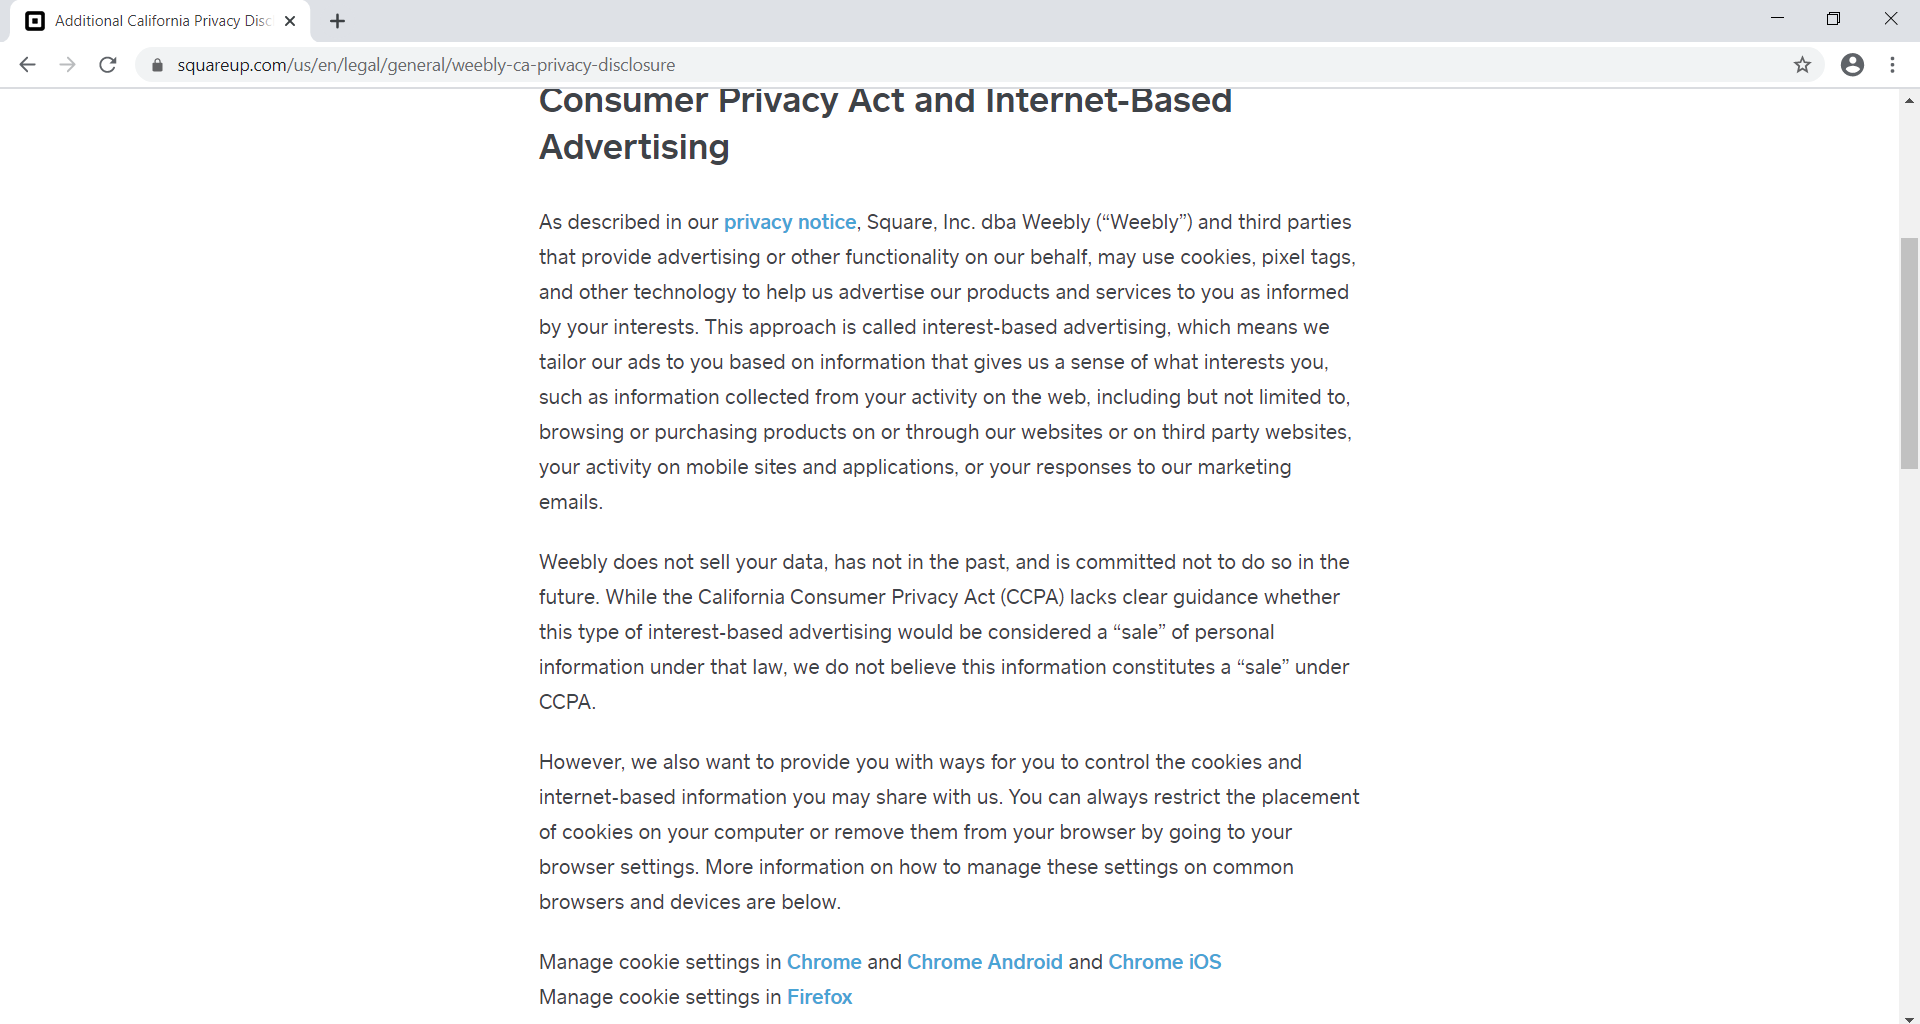 Additional California Privacy Disc
squareup.com/us/en/legal/general/weebly-ca-privacy-disclosure
Consumer Privacy Act and Internet-Based
Advertising
As described in our privacy notice, Square, Inc. dba Weebly (“Weebly”) and third parties
that provide advertising or other functionality on our behalf, may use cookies, pixel tags,
and other technology to help us advertise our products and services to you as informed
by your interests. This approach is called interest-based advertising, which means we
tailor our ads to you based on information that gives us a sense of what interests you,
such as information collected from your activity on the web, including but not limited to,
browsing or purchasing products on or through our websites or on third party websites,
your activity on mobile sites and applications, or your responses to our marketing
emails.
Weebly does not sell your data, has not in the past, and is committed not to do so in the
future. While the California Consumer Privacy Act (CCPA) lacks clear guidance whether
this type of interest-based advertising would be considered a “sale” of personal
information under that law, we do not believe this information constitutes a “sale” under
CCPA.
However, we also want to provide you with ways for you to control the cookies and
internet-based information you may share with us. You can always restrict the placement
of cookies on your computer or remove them from your browser by going to your
browser settings. More information on how to manage these settings on common
browsers and devices are below.
Manage cookie settings in Chrome and Chrome Android and Chrome iOS
Manage cookie settings in Firefox